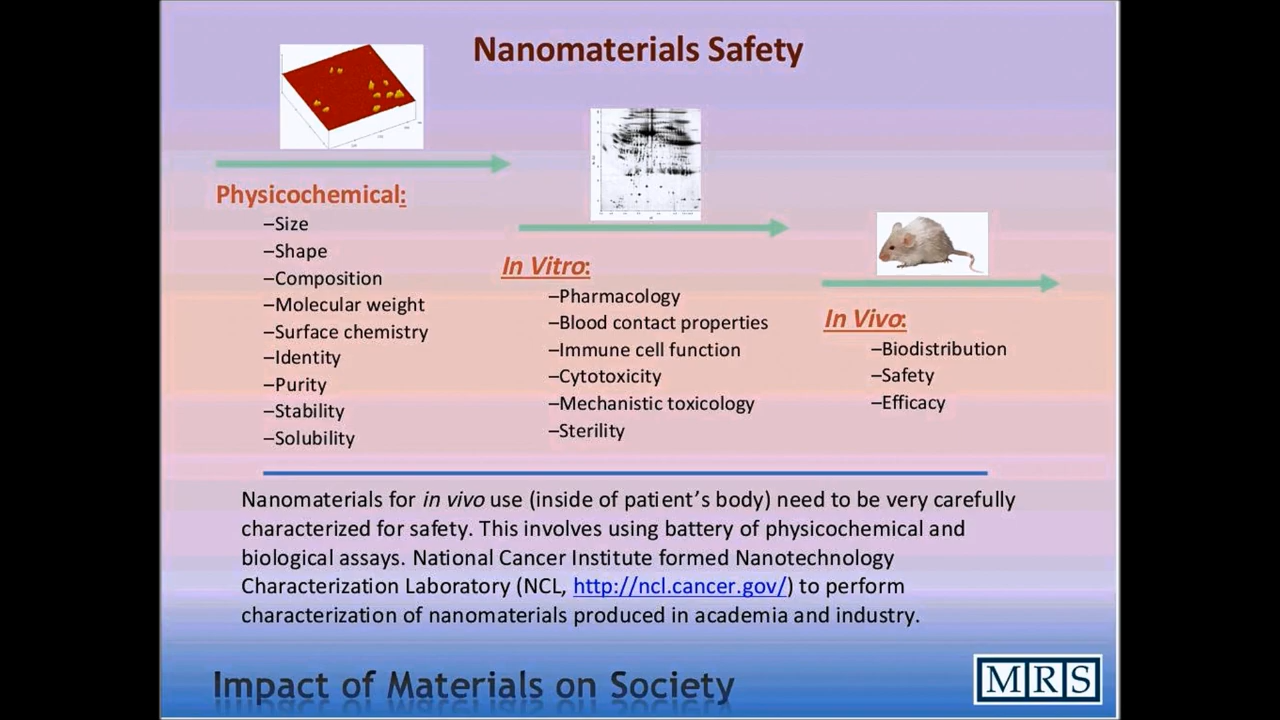 Nanomaterials Safety
Physicochemical:
–Size
–Shape
–Composition
–Molecular weight
–Surface chemistry
–Identity
–Purity
–Stability
–Solubility
In Vitro:
–Pharmacology
–Blood contact properties
–Immune cell function
–Cytotoxicity
–Mechanistic toxicology
–Sterility
In Vivo:
–Biodistribution
–Safety
–Efficacy
Nanomaterials for in vivo use (inside of patient’s body) need to be very carefully
characterized for safety. This involves using battery of physicochemical and
biological assays. National Cancer Institute formed Nanotechnology
Characterization Laboratory (NCL, http://ncl.cancer.gov/) to perform
characterization of nanomaterials produced in academia and industry.
Impact of Materials on Society
MRS